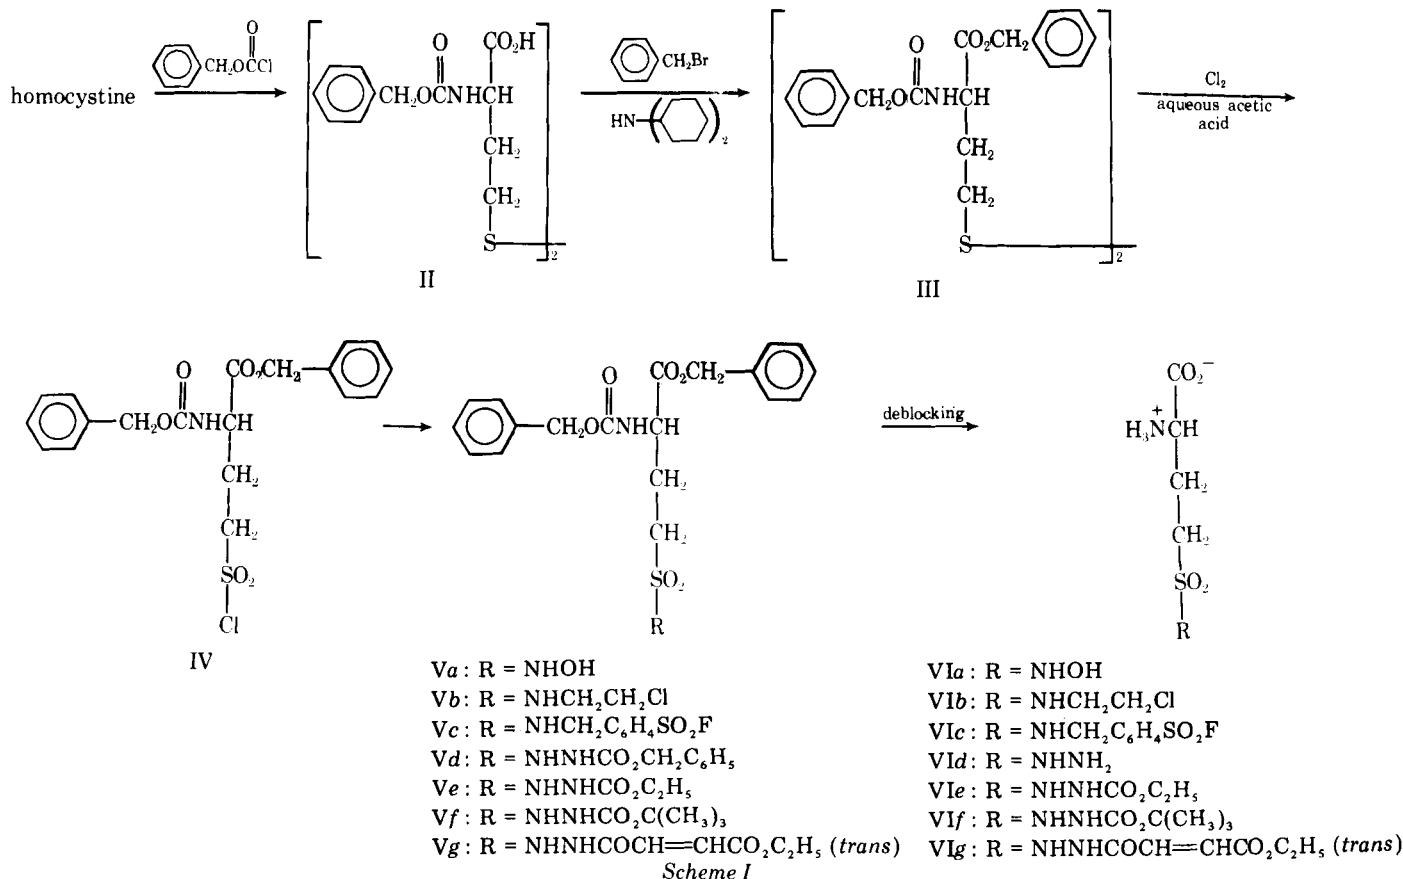 homocystine
O
CH₂OCCl
O CO₂H
CH₂OCNHCH
CH₂
CH₂
S
2
II
CH₂Br
HN ( )₂
O CO₂CH₂
CH₂OCNHCH
CH₂
CH₂
S
2
III
Cl₂
aqueous acetic
acid
O CO₂CH₂
CH₂OCNHCH
CH₂
CH₂
SO₂
Cl
IV
O CO₂CH₂
CH₂OCNHCH
CH₂
CH₂
SO₂
R
deblocking
CO₂⁻
H₃N⁺CH
CH₂
CH₂
SO₂
R
Va: R = NHOH
Vb: R = NHCH₂CH₂Cl
Vc: R = NHCH₂C₆H₄SO₂F
Vd: R = NHNHCO₂CH₂C₆H₅
Ve: R = NHNHCO₂C₂H₅
Vf: R = NHNHCO₂C(CH₃)₃
Vg: R = NHNHCOCH=CHCO₂C₂H₅ (trans)
VIa: R = NHOH
VIb: R = NHCH₂CH₂Cl
VIc: R = NHCH₂C₆H₄SO₂F
VId: R = NHNH₂
VIe: R = NHNHCO₂C₂H₅
VIf: R = NHNHCO₂C(CH₃)₃
VIg: R = NHNHCOCH=CHCO₂C₂H₅ (trans)
Scheme I